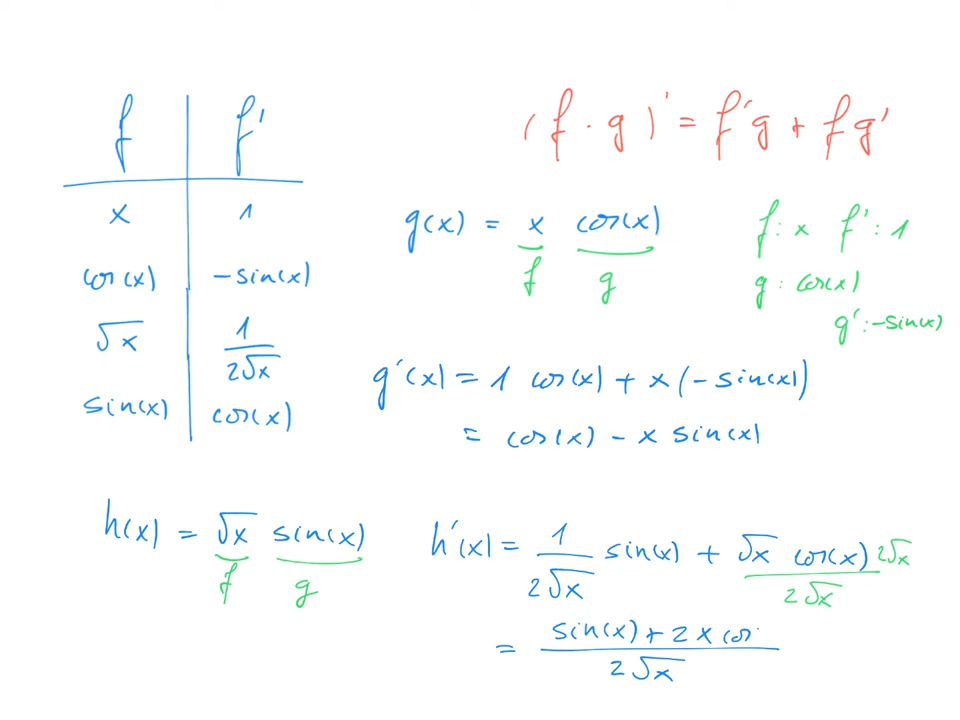 f f'
x 1
cos(x) -sin(x)
√x 1/(2√x)
sin(x) cos(x)
(f · g)' = f'g + fg'
g(x) = x cos(x)
f g
f: x f': 1
g: cos(x)
g': -sin(x)
g'(x) = 1 cos(x) + x(-sin(x))
= cos(x) - x sin(x)
h(x) = √x sin(x)
f g
h'(x) = 1/(2√x) sin(x) + (√x cos(x) 2√x)/(2√x)
= (sin(x) + 2x cos)/(2√x)